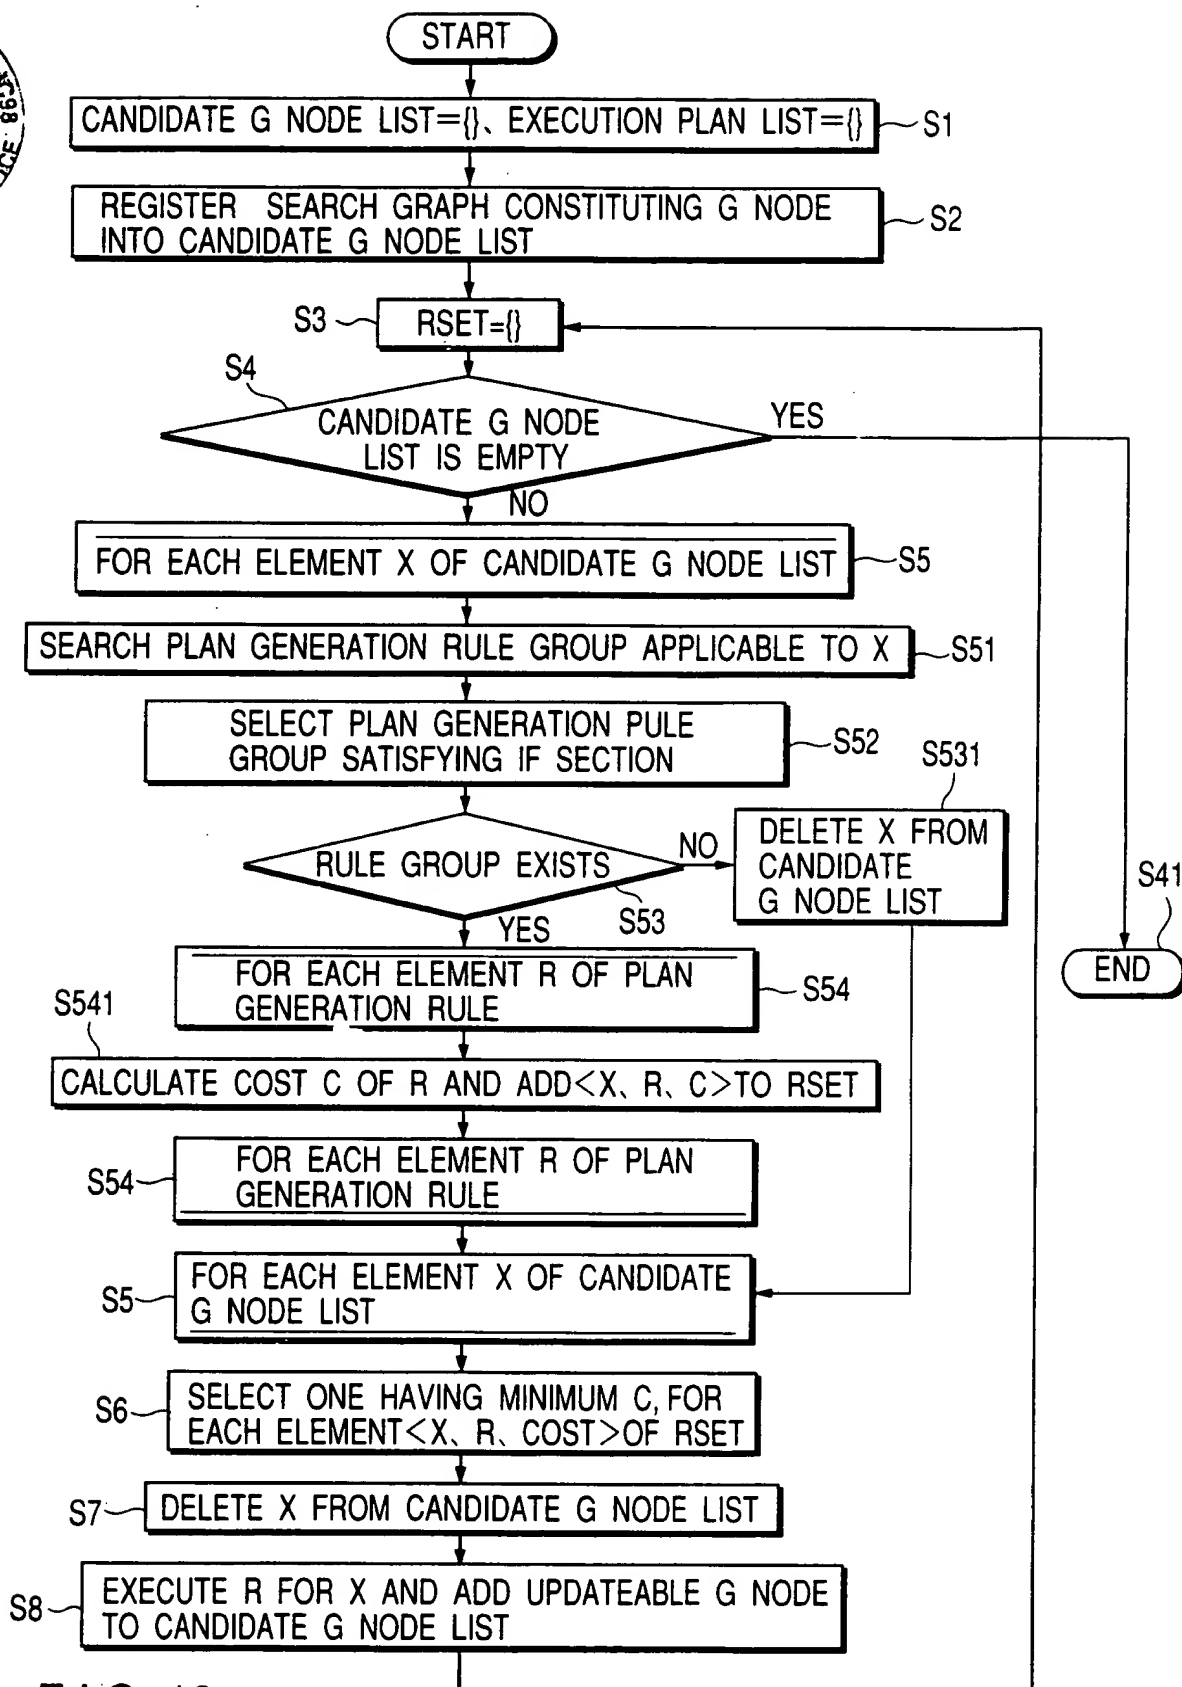 START
CANDIDATE G NODE LIST={}、EXECUTION PLAN LIST={}
S1
REGISTER SEARCH GRAPH CONSTITUTING G NODE
INTO CANDIDATE G NODE LIST
S2
S3
RSET={}
S4
CANDIDATE G NODE
LIST IS EMPTY
YES
NO
FOR EACH ELEMENT X OF CANDIDATE G NODE LIST
S5
SEARCH PLAN GENERATION RULE GROUP APPLICABLE TO X
S51
SELECT PLAN GENERATION PULE
GROUP SATISFYING IF SECTION
S52
S531
RULE GROUP EXISTS
NO
S53
YES
DELETE X FROM
CANDIDATE
G NODE LIST
S41
END
FOR EACH ELEMENT R OF PLAN
GENERATION RULE
S54
S541
CALCULATE COST C OF R AND ADD<X、R、C>TO RSET
S54
FOR EACH ELEMENT R OF PLAN
GENERATION RULE
S5
FOR EACH ELEMENT X OF CANDIDATE
G NODE LIST
S6
SELECT ONE HAVING MINIMUM C, FOR
EACH ELEMENT<X、R、COST>OF RSET
S7
DELETE X FROM CANDIDATE G NODE LIST
S8
EXECUTE R FOR X AND ADD UPDATEABLE G NODE
TO CANDIDATE G NODE LIST